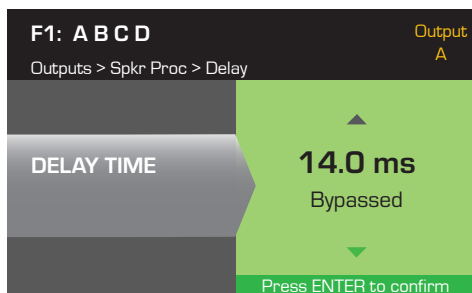 F1: A B C D
Output
A
Outputs > Spkr Proc > Delay
DELAY TIME
14.0 ms
Bypassed
Press ENTER to confirm